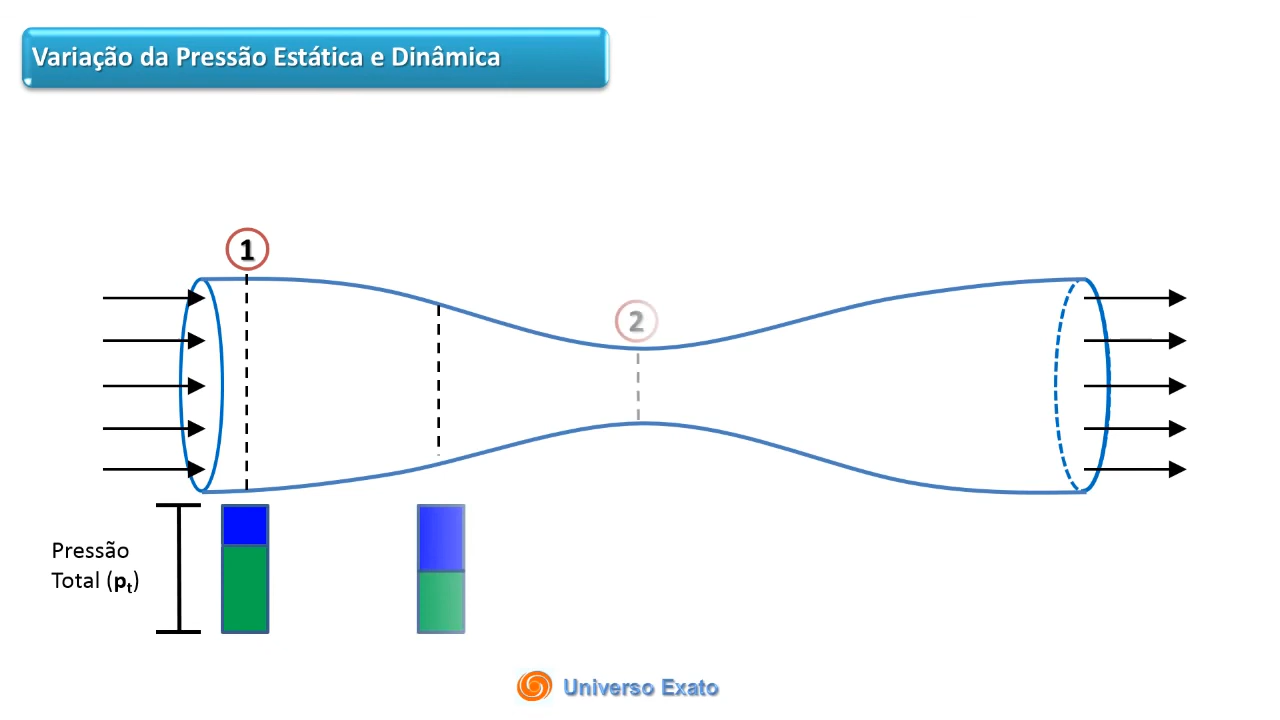 Variação da Pressão Estática e Dinâmica
1
2
Pressão
Total (pt)
Universo Exato